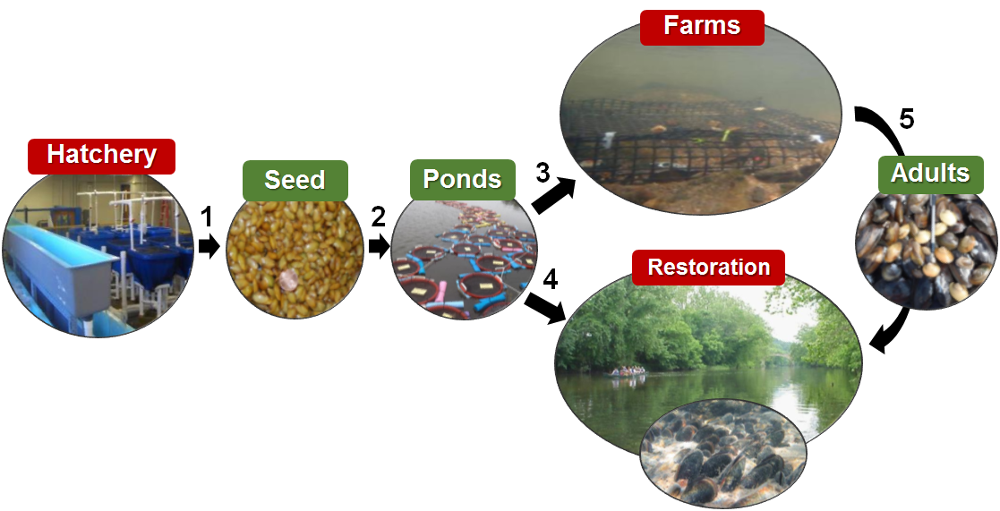 Hatchery
1
Seed
2
Ponds
3
Farms
4
Restoration
5
Adults